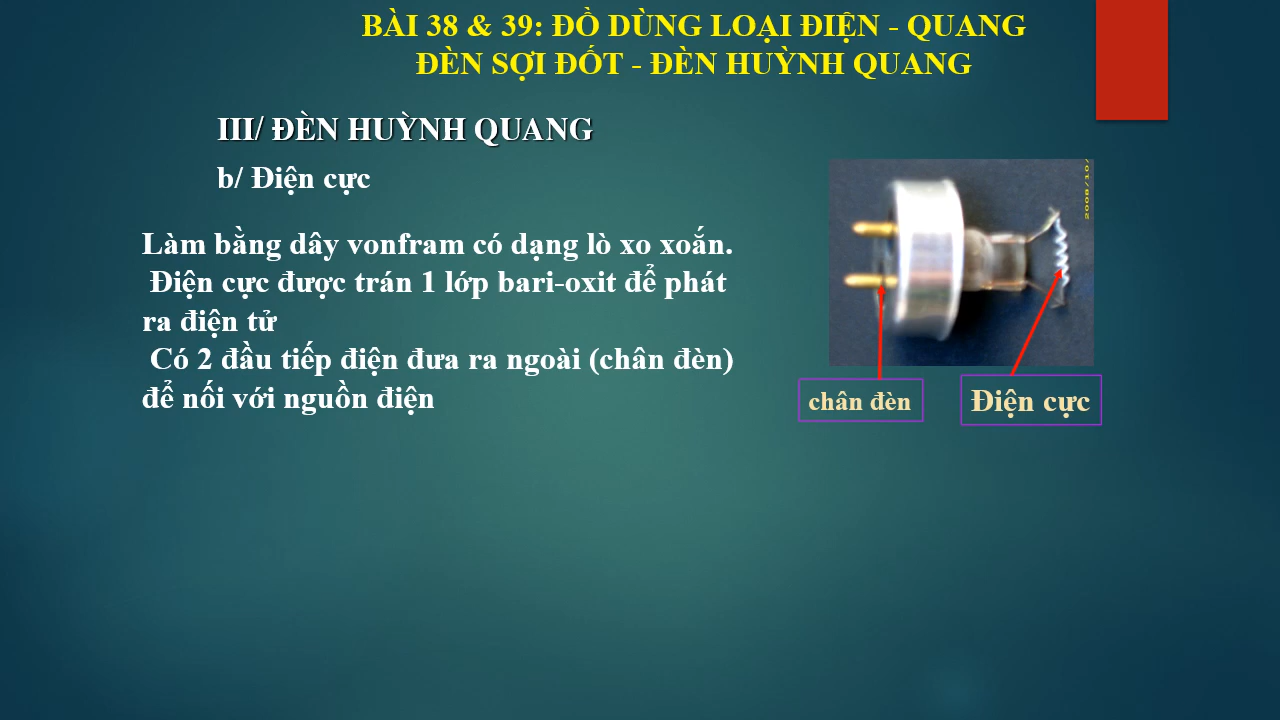 BÀI 38 & 39: ĐỒ DÙNG LOẠI ĐIỆN - QUANG
ĐÈN SỢI ĐỐT - ĐÈN HUỲNH QUANG
III/ ĐÈN HUỲNH QUANG
b/ Điện cực
Làm bằng dây vonfram có dạng lò xo xoắn.
Điện cực được trán 1 lớp bari-oxit để phát
ra điện tử
Có 2 đầu tiếp điện đưa ra ngoài (chân đèn)
để nối với nguồn điện
2008/10/
chân đèn
Điện cực